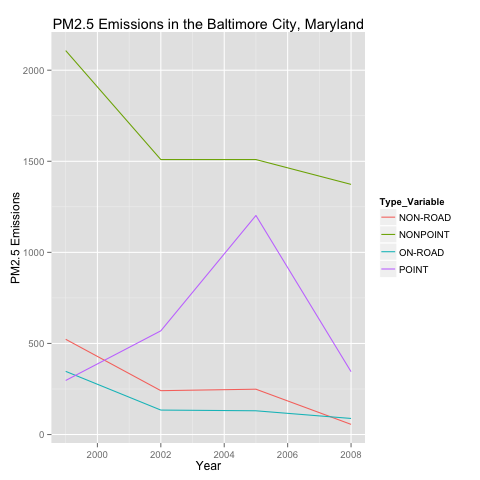 PM2.5 Emissions in the Baltimore City, Maryland
2000
1500
1000
500
0
PM2.5 Emissions
2000 2002 2004 2006 2008
Year
Type_Variable
NON-ROAD
NONPOINT
ON-ROAD
POINT